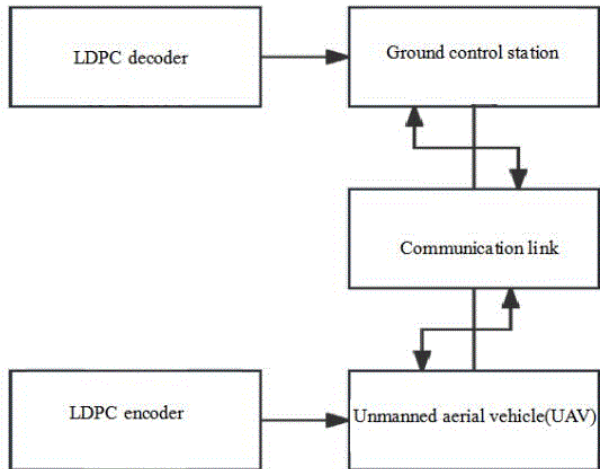 LDPC decoder
Ground control station
Communication link
LDPC encoder
Unmanned aerial vehicle(UAV)